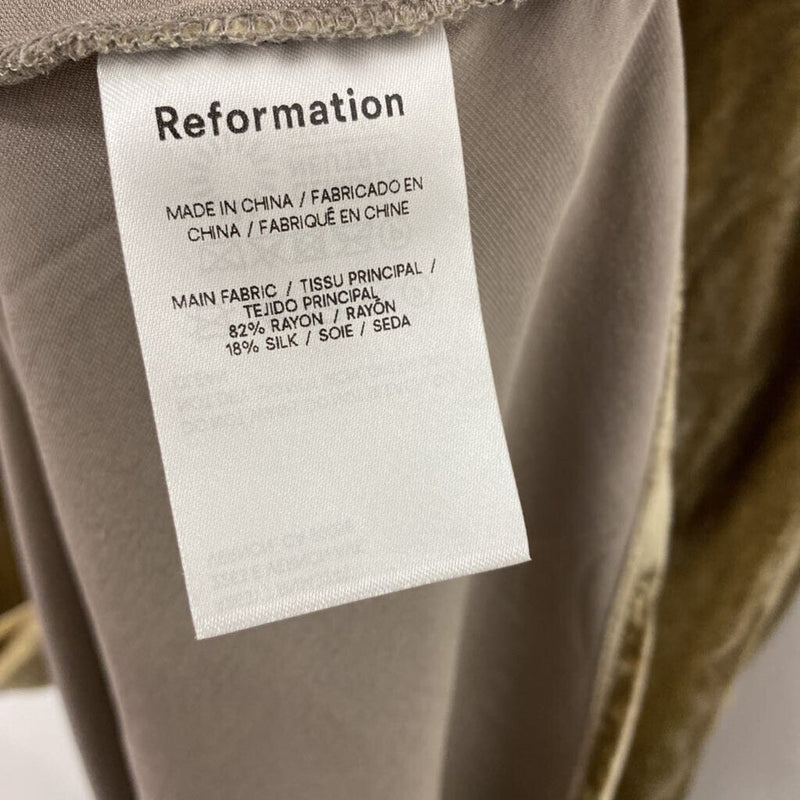 Reformation
MADE IN CHINA / FABRICADO EN
CHINA / FABRIQUÉ EN CHINE
MAIN FABRIC / TISSU PRINCIPAL /
TEJIDO PRINCIPAL
82% RAYON / RAYÓN
18% SILK / SOIE / SEDA